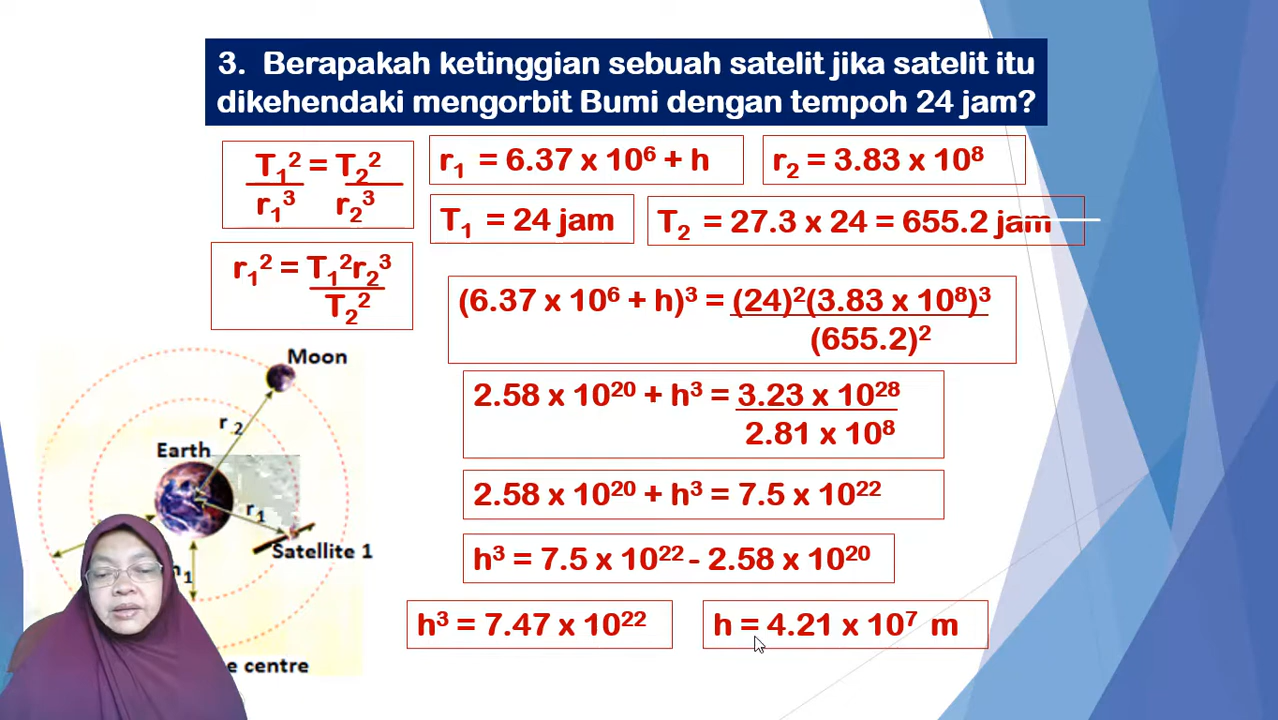 3. Berapakah ketinggian sebuah satelit jika satelit itu
dikehendaki mengorbit Bumi dengan tempoh 24 jam?
T₁² = T₂²
r₁³ r₂³
r₁ = 6.37 x 10⁶ + h
r₂ = 3.83 x 10⁸
T₁ = 24 jam
T₂ = 27.3 x 24 = 655.2 jam
r₁² = T₁²r₂³
T₂²
(6.37 x 10⁶ + h)³ = (24)²(3.83 x 10⁸)³
(655.2)²
2.58 x 10²⁰ + h³ = 3.23 x 10²⁸
2.81 x 10⁸
2.58 x 10²⁰ + h³ = 7.5 x 10²²
h³ = 7.5 x 10²² - 2.58 x 10²⁰
h³ = 7.47 x 10²²
h = 4.21 x 10⁷ m
Moon
r 2
Earth
r₁
Satellite 1
centre